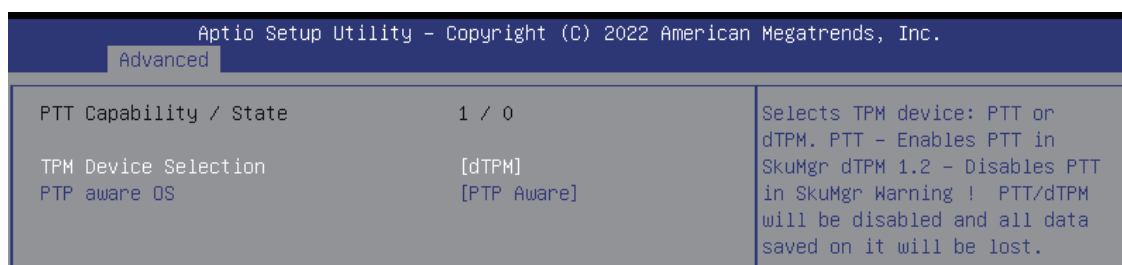 Aptio Setup Utility – Copyright (C) 2022 American Megatrends, Inc.
Advanced
PTT Capability / State 1 / 0
TPM Device Selection [dTPM]
PTP aware OS [PTP Aware]
Selects TPM device: PTT or
dTPM. PTT – Enables PTT in
SkuMgr dTPM 1.2 – Disables PTT
in SkuMgr Warning ! PTT/dTPM
will be disabled and all data
saved on it will be lost.